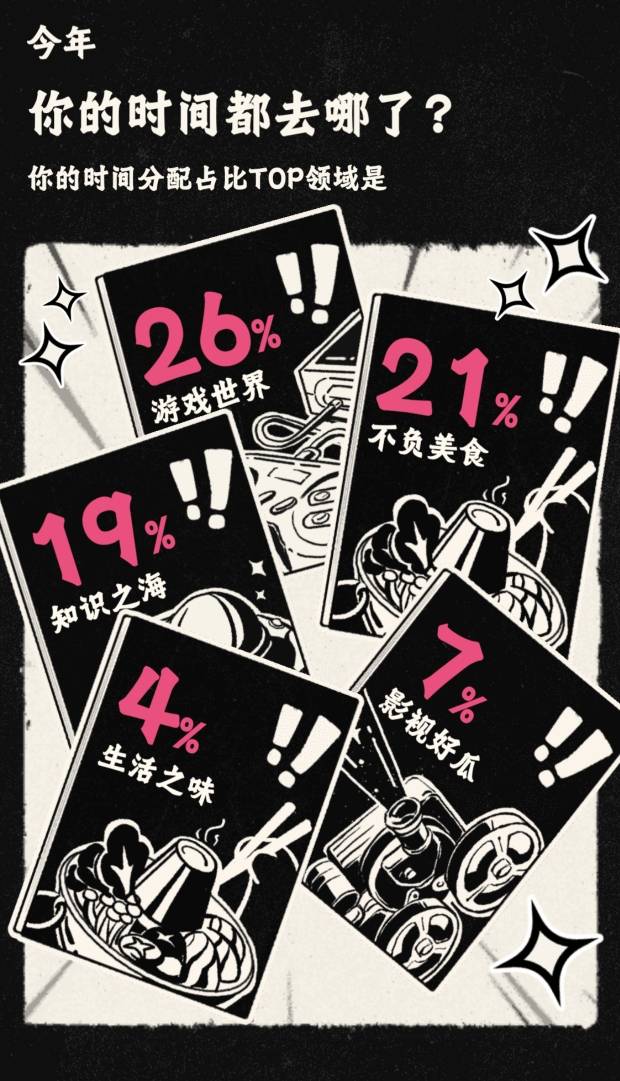 今年
你的时间都去哪了？
你的时间分配占比TOP领域是
26%
游戏世界
!!
21%
不负美食
!!
19%
知识之海
!!
7%
影视好瓜
!!
4%
生活之味
!!